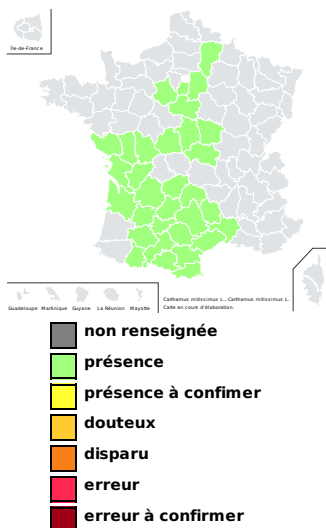 Île-de-France
Carthamus mitissimus L., Carthamus mitissimus L.
Carte en cours d'élaboration.
Guadeloupe Martinique Guyane La Réunion Mayotte
non renseignée
présence
présence à confimer
douteux
disparu
erreur
erreur à confirmer